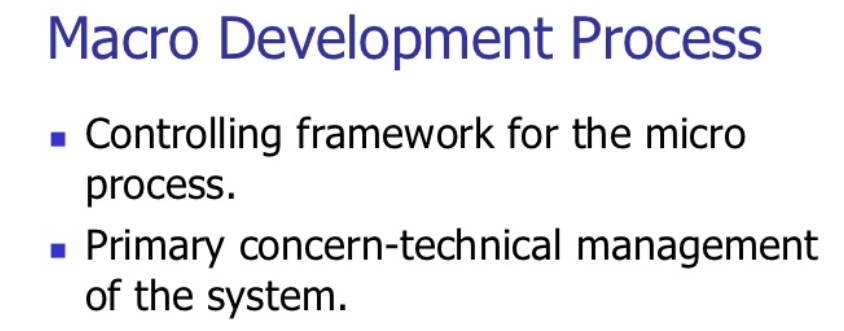 Macro Development Process
Controlling framework for the micro
process.
Primary concern-technical management
of the system.